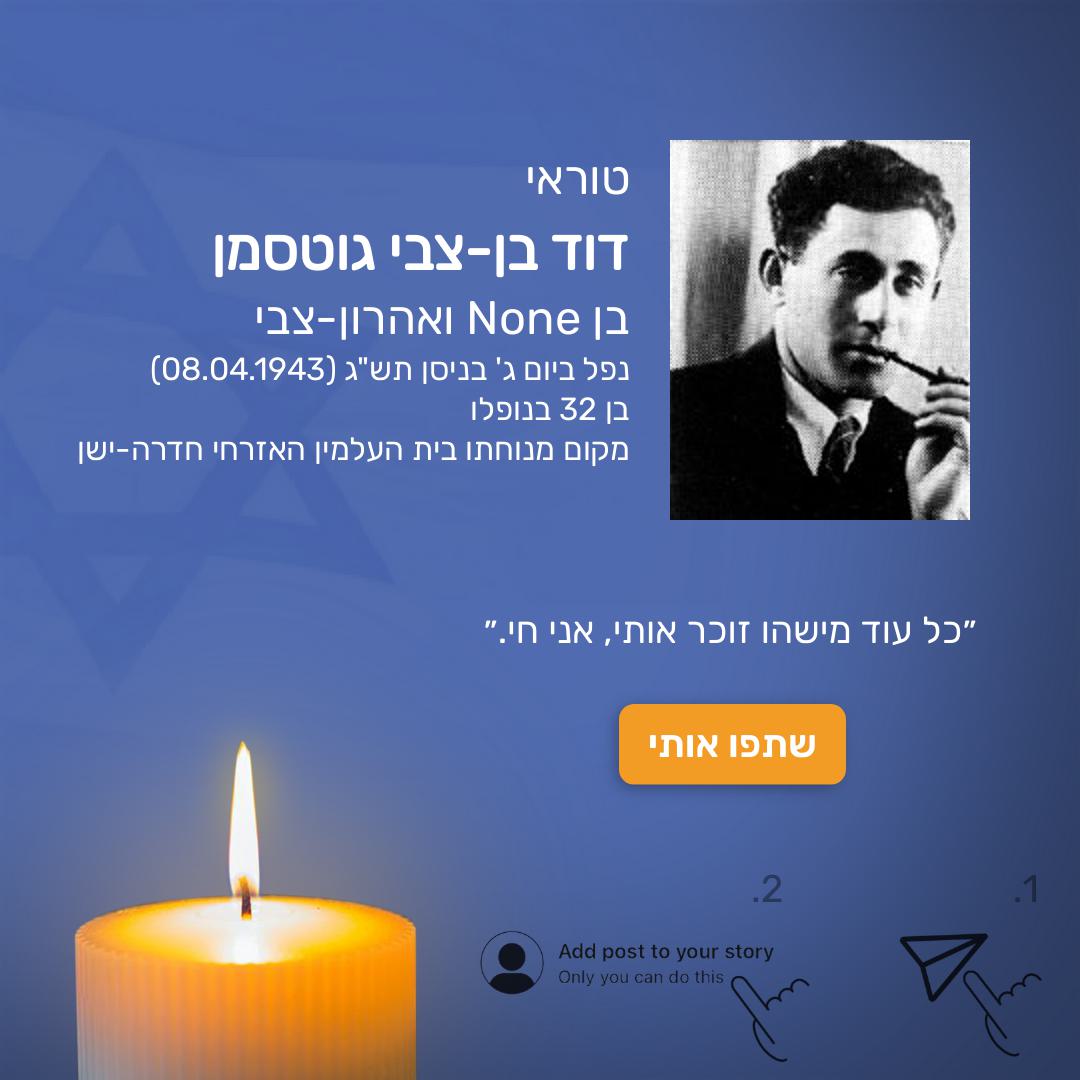 טוראי
דוד בן-צבי גוטסמן
בן None ואהרון-צבי
נפל ביום ג' בניסן תש"ג (08.04.1943)
בן 32 בנופלו
מקום מנוחתו בית העלמין האזרחי חדרה-ישן
״כל עוד מישהו זוכר אותי, אני חי.״
שתפו אותי
.1
.2
Add post to your story
Only you can do this